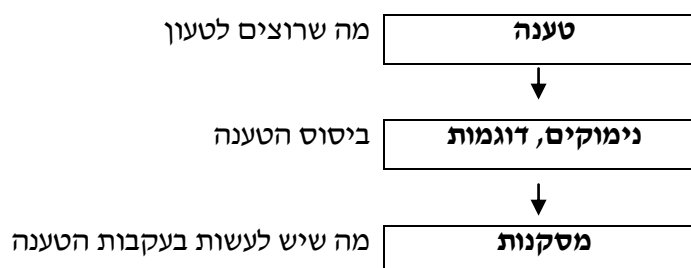 טענה מה שרוצים לטעון
נימוקים, דוגמות ביסוס הטענה
מסקנות מה שיש לעשות בעקבות הטענה